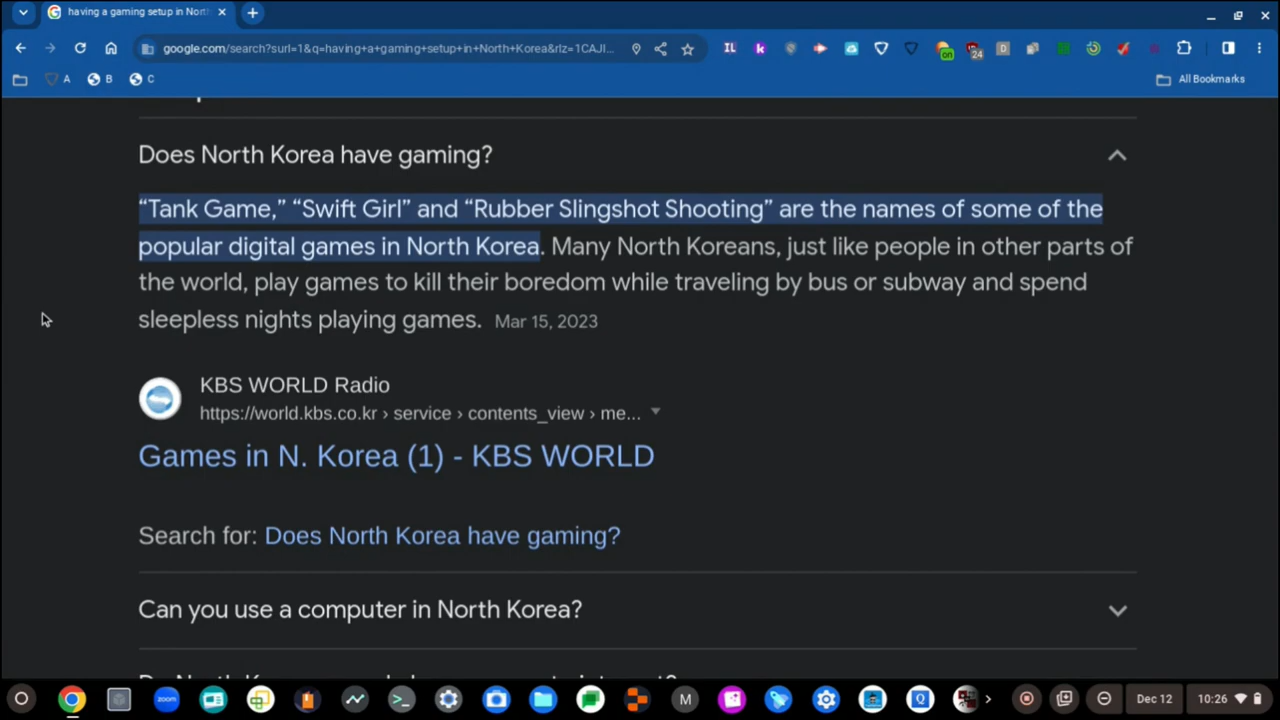 having a gaming setup in Nort
google.com/search?surl=1&q=having+a+gaming+setup+in+North+Korea&rlz=1CAJI...
IL
k
on
24
D
A
B
C
All Bookmarks
Does North Korea have gaming?
“Tank Game,” “Swift Girl” and “Rubber Slingshot Shooting” are the names of some of the
popular digital games in North Korea. Many North Koreans, just like people in other parts of
the world, play games to kill their boredom while traveling by bus or subway and spend
sleepless nights playing games. Mar 15, 2023
KBS WORLD Radio
https://world.kbs.co.kr › service › contents_view › me...
Games in N. Korea (1) - KBS WORLD
Search for: Does North Korea have gaming?
Can you use a computer in North Korea?
zoom
M
Q
Dec 12
10:26